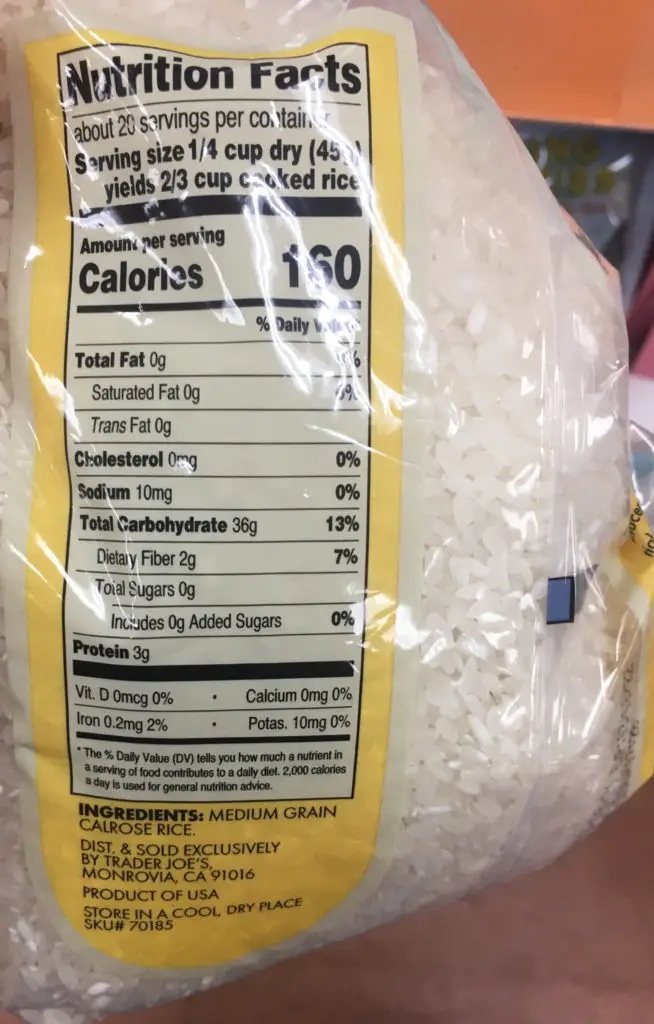 Nutrition Facts
about 20 servings per container
Serving size 1/4 cup dry (45g)
yields 2/3 cup cooked rice
Amount per serving
Calories 160
% Daily Value*
Total Fat 0g 0%
Saturated Fat 0g 0%
Trans Fat 0g
Cholesterol 0mg 0%
Sodium 10mg 0%
Total Carbohydrate 36g 13%
Dietary Fiber 2g 7%
Total Sugars 0g
Includes 0g Added Sugars 0%
Protein 3g
Vit. D 0mcg 0% • Calcium 0mg 0%
Iron 0.2mg 2% • Potas. 10mg 0%
* The % Daily Value (DV) tells you how much a nutrient in
a serving of food contributes to a daily diet. 2,000 calories
a day is used for general nutrition advice.
INGREDIENTS: MEDIUM GRAIN
CALROSE RICE.
DIST. & SOLD EXCLUSIVELY
BY TRADER JOE'S,
MONROVIA, CA 91016
PRODUCT OF USA
STORE IN A COOL, DRY PLACE
SKU# 70185